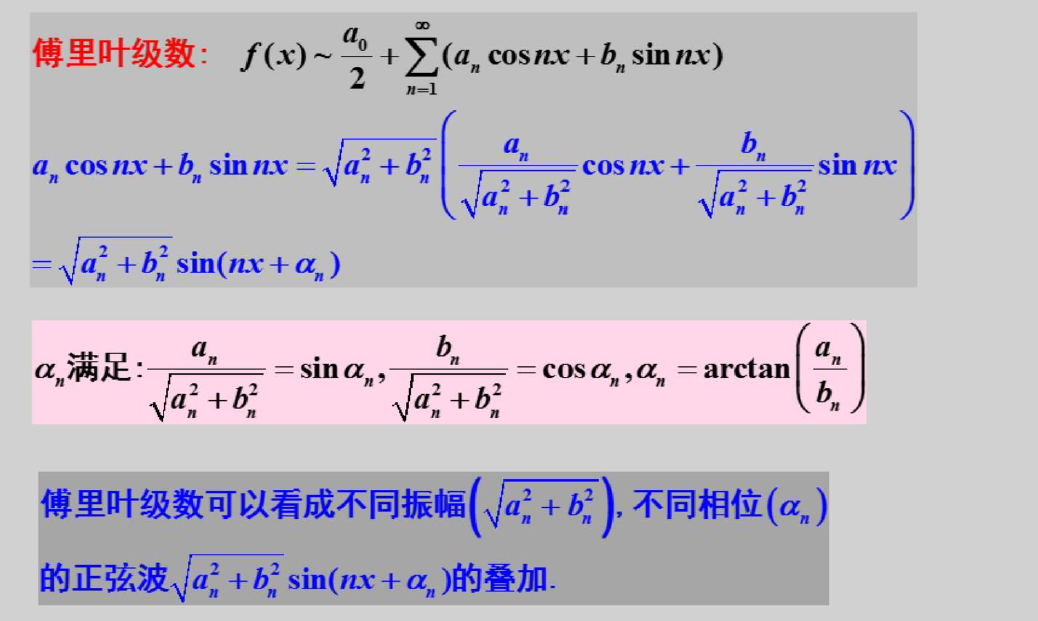 傅里叶级数: $f(x) \sim \frac{a_0}{2} + \sum_{n=1}^{\infty} (a_n \cos nx + b_n \sin nx)$
$a_n \cos nx + b_n \sin nx = \sqrt{a_n^2 + b_n^2} \left( \frac{a_n}{\sqrt{a_n^2 + b_n^2}} \cos nx + \frac{b_n}{\sqrt{a_n^2 + b_n^2}} \sin nx \right)$
$= \sqrt{a_n^2 + b_n^2} \sin(nx + \alpha_n)$
$\alpha_n$满足: $\frac{a_n}{\sqrt{a_n^2 + b_n^2}} = \sin \alpha_n, \frac{b_n}{\sqrt{a_n^2 + b_n^2}} = \cos \alpha_n, \alpha_n = \arctan \left( \frac{a_n}{b_n} \right)$
傅里叶级数可以看成不同振幅$\left( \sqrt{a_n^2 + b_n^2} \right)$, 不同相位$(\alpha_n)$
的正弦波$\sqrt{a_n^2 + b_n^2} \sin(nx + \alpha_n)$的叠加.